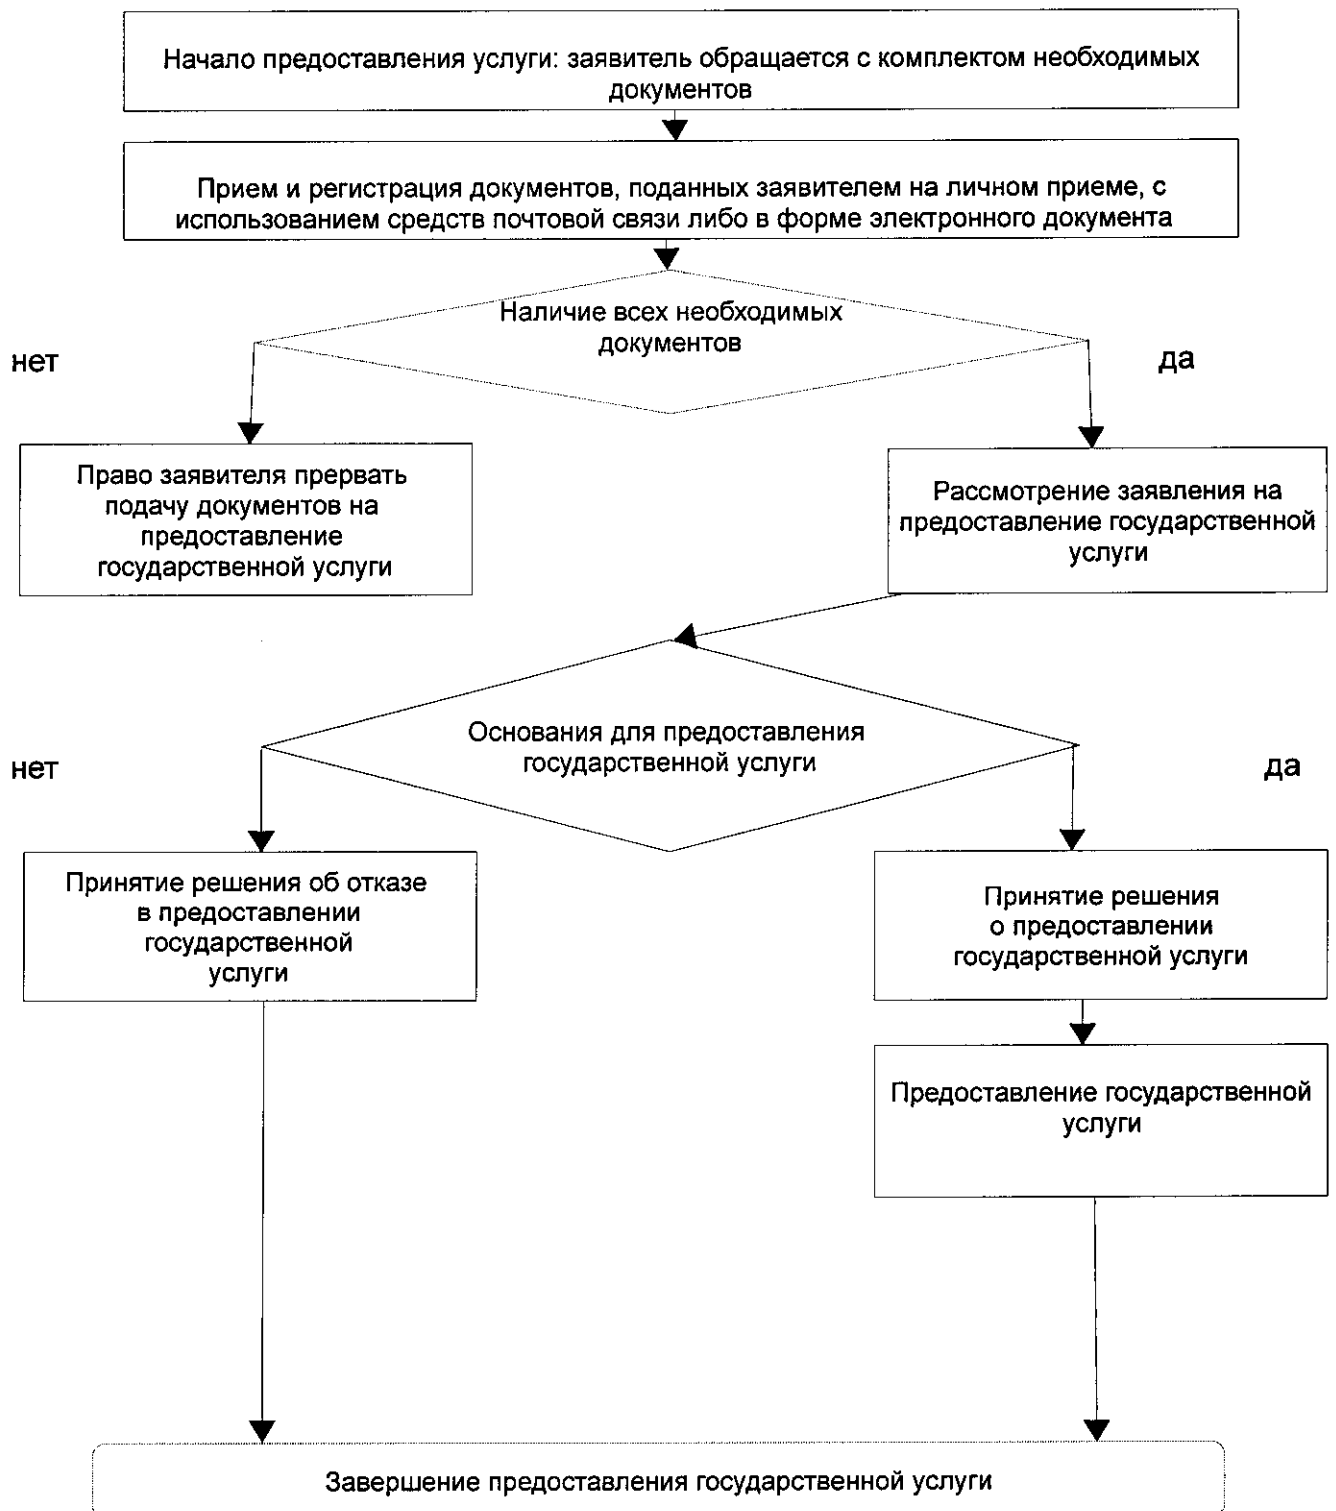 Начало предоставления услуги: заявитель обращается с комплектом необходимых
документов
Прием и регистрация документов, поданных заявителем на личном приеме, с
использованием средств почтовой связи либо в форме электронного документа
Наличие всех необходимых
документов
нет
да
Право заявителя прервать
подачу документов на
предоставление
государственной услуги
Рассмотрение заявления на
предоставление государственной
услуги
Основания для предоставления
государственной услуги
нет
да
Принятие решения об отказе
в предоставлении
государственной
услуги
Принятие решения
о предоставлении
государственной услуги
Предоставление государственной
услуги
Завершение предоставления государственной услуги